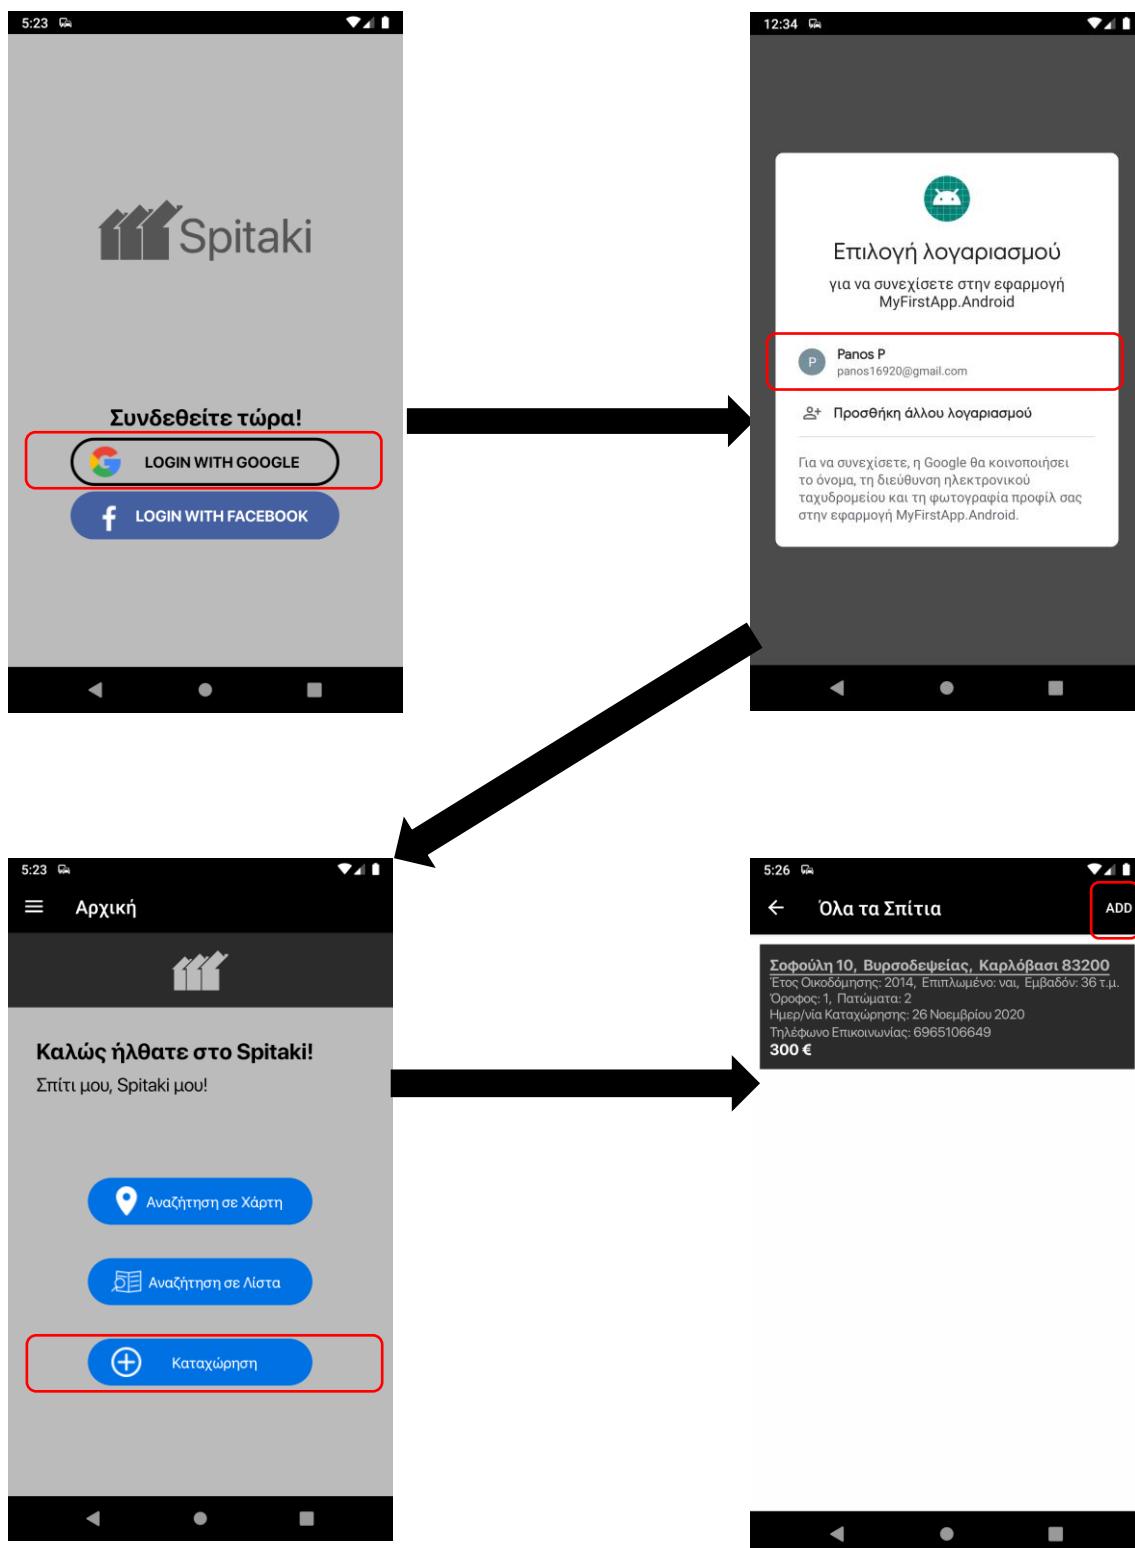 5:23
Spitaki
Συνδεθείτε τώρα!
LOGIN WITH GOOGLE
f LOGIN WITH FACEBOOK
12:34
Επιλογή λογαριασμού
για να συνεχίσετε στην εφαρμογή
MyFirstApp.Android
P Panos P
panos16920@gmail.com
Προσθήκη άλλου λογαριασμού
Για να συνεχίσετε, η Google θα κοινοποιήσει
το όνομα, τη διεύθυνση ηλεκτρονικού
ταχυδρομείου και τη φωτογραφία προφίλ σας
στην εφαρμογή MyFirstApp.Android.
5:23
Αρχική
Καλώς ήλθατε στο Spitaki!
Σπίτι μου, Spitaki μου!
Αναζήτηση σε Χάρτη
Αναζήτηση σε Λίστα
Καταχώρηση
5:26
Όλα τα Σπίτια ADD
Σοφούλη 10, Βυρσοδεψείας, Καρλόβασι 83200
Έτος Οικοδόμησης: 2014, Επιπλωμένο: ναι, Εμβαδόν: 36 τ.μ.
Όροφος: 1, Πατώματα: 2
Ημερ/νία Καταχώρησης: 26 Νοεμβρίου 2020
Τηλέφωνο Επικοινωνίας: 6965106649
300 €